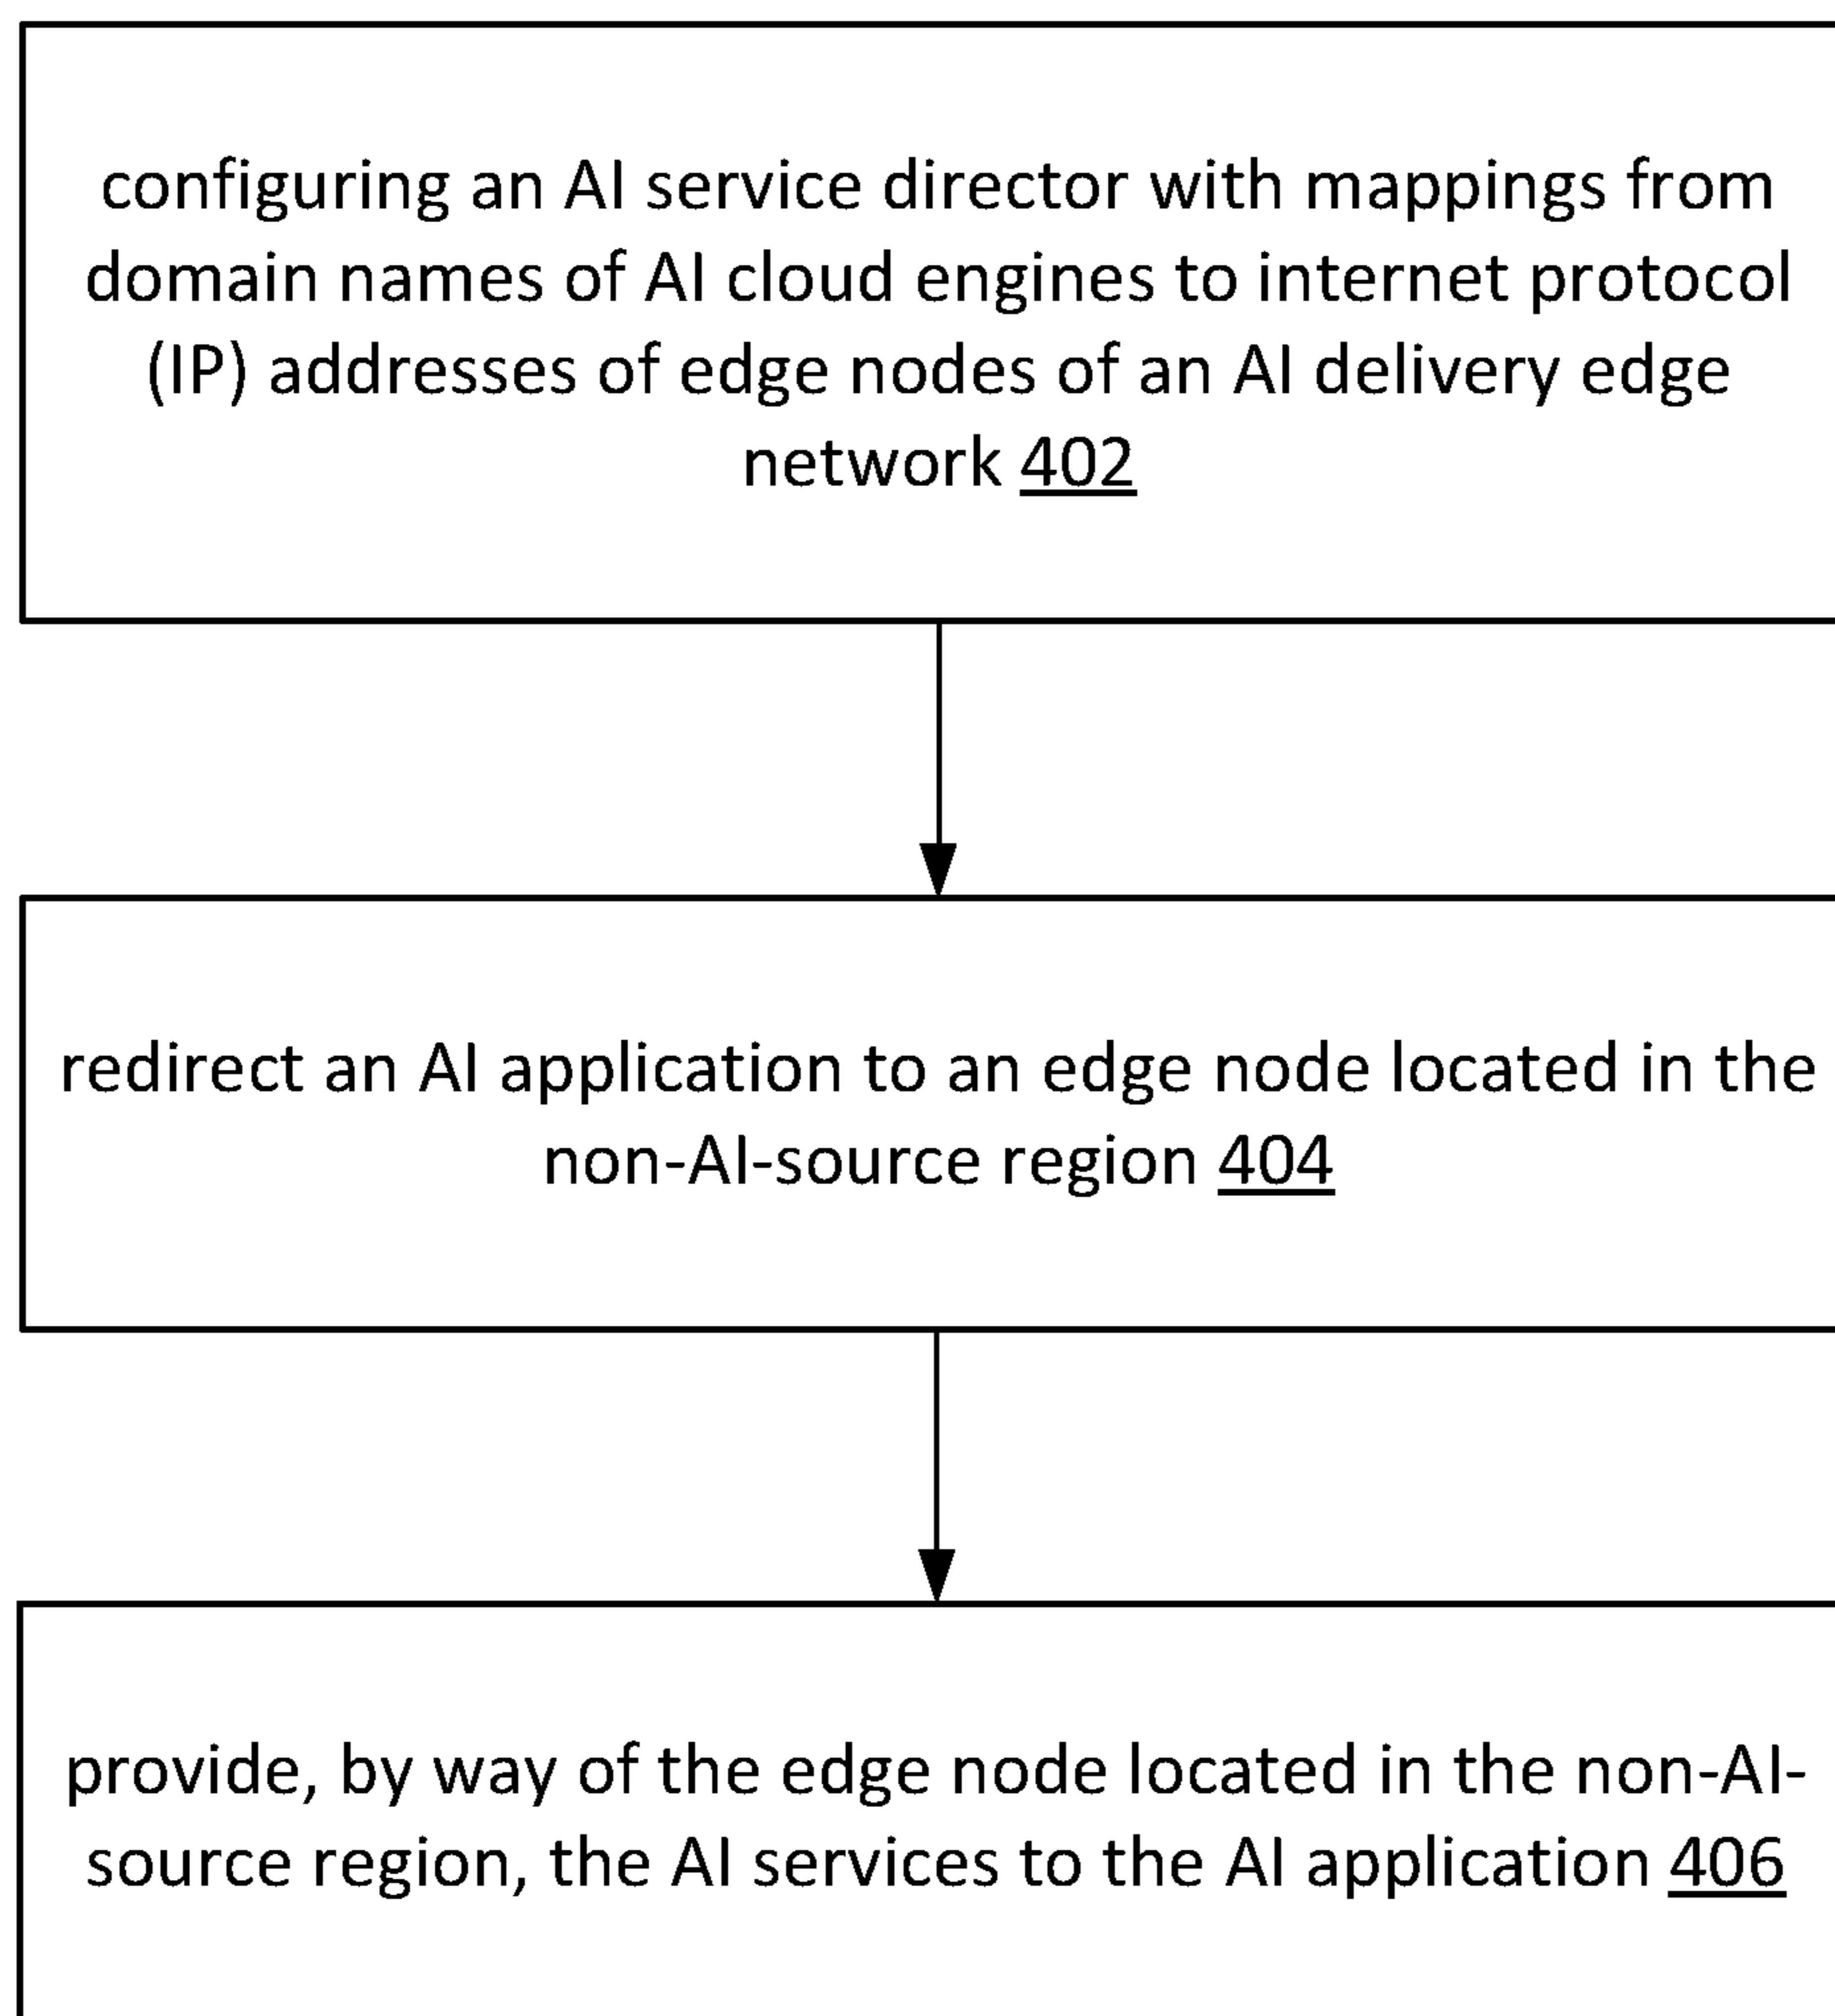 configuring an AI service director with mappings from
domain names of AI cloud engines to internet protocol
(IP) addresses of edge nodes of an AI delivery edge
network 402
redirect an AI application to an edge node located in the
non-AI-source region 404
provide, by way of the edge node located in the non-AI-
source region, the AI services to the AI application 406